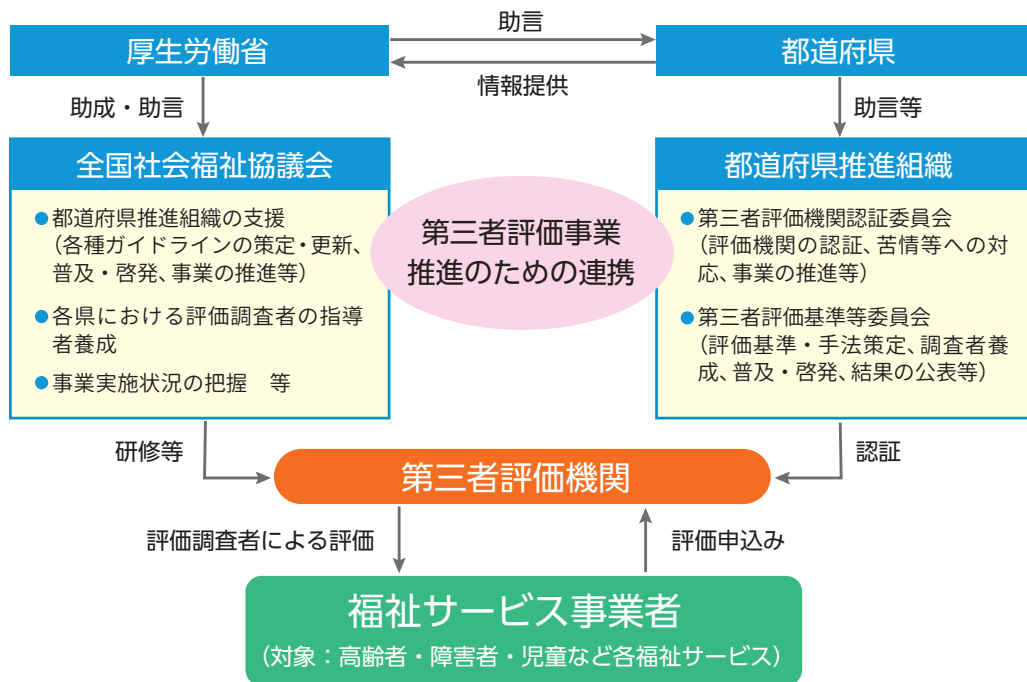 助言
厚生労働省
都道府県
情報提供
助成・助言
助言等
全国社会福祉協議会
●都道府県推進組織の支援
（各種ガイドラインの策定・更新、
普及・啓発、事業の推進等）
●各県における評価調査者の指導
者養成
●事業実施状況の把握　等
第三者評価事業
推進のための連携
都道府県推進組織
●第三者評価機関認証委員会
（評価機関の認証、苦情等への対
応、事業の推進等）
●第三者評価基準等委員会
（評価基準・手法策定、調査者養
成、普及・啓発、結果の公表等）
研修等
認証
第三者評価機関
評価調査者による評価
評価申込み
福祉サービス事業者
（対象：高齢者・障害者・児童など各福祉サービス）